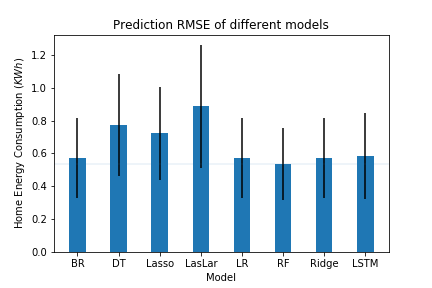 Prediction RMSE of different models
Home Energy Consumption (KWh)
1.2
1.0
0.8
0.6
0.4
0.2
0.0
BR DT Lasso LasLar LR RF Ridge LSTM
Model